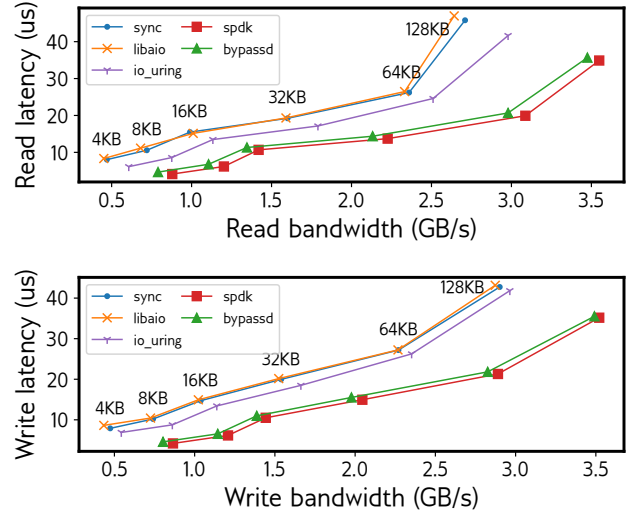 Read latency (us)
40
30
20
10
sync
libaio
io_uring
spdk
bypassd
4KB
8KB
16KB
32KB
64KB
128KB
0.5
1.0
1.5
2.0
2.5
3.0
3.5
Read bandwidth (GB/s)
Write latency (us)
40
30
20
10
sync
libaio
io_uring
spdk
bypassd
4KB
8KB
16KB
32KB
64KB
128KB
0.5
1.0
1.5
2.0
2.5
3.0
3.5
Write bandwidth (GB/s)